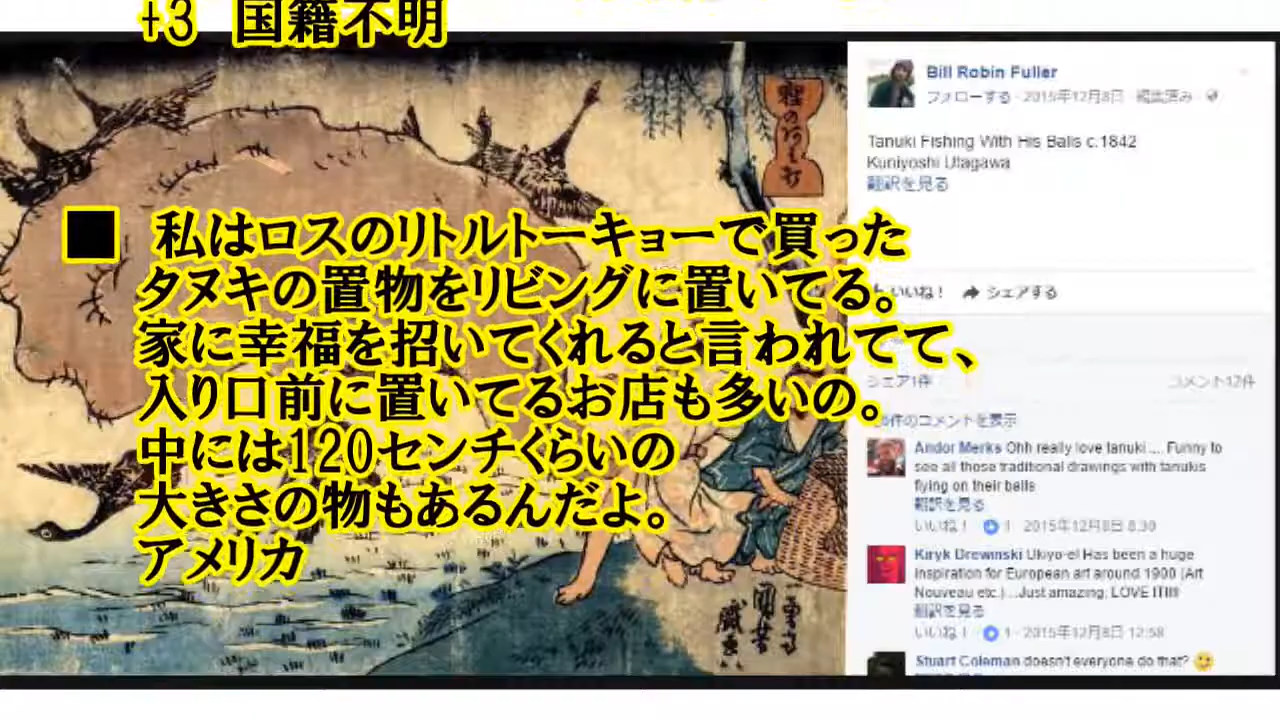 +3 国籍不明
■ 私はロスのリトルトーキョーで買った
タヌキの置物をリビングに置いてる。
家に幸福を招いてくれると言われてて、
入り口前に置いてるお店も多いの。
中には120センチくらいの
大きさの物もあるんだよ。
アメリカ
Bill Robin Fuller
フォローする · 2015年12月8日 · 編集済み ·
Tanuki Fishing With His Balls c.1842
Kuniyoshi Utagawa
翻訳を見る
いいね! シェアする
シェア1件 コメント12件
件のコメントを表示
Andor Merks Ohh really love tanuki .... Funny to
see all those traditional drawings with tanukis
flying on their balls
翻訳を見る
いいね! · 1 · 2015年12月8日 8:30
Kiryk Drewinski Ukiyo-e! Has been a huge
inspiration for European art around 1900 (Art
Nouveau etc.)...Just amazing, LOVE IT!!!
翻訳を見る
いいね! · 1 · 2015年12月8日 12:58
Stuart Coleman doesn't everyone do that?